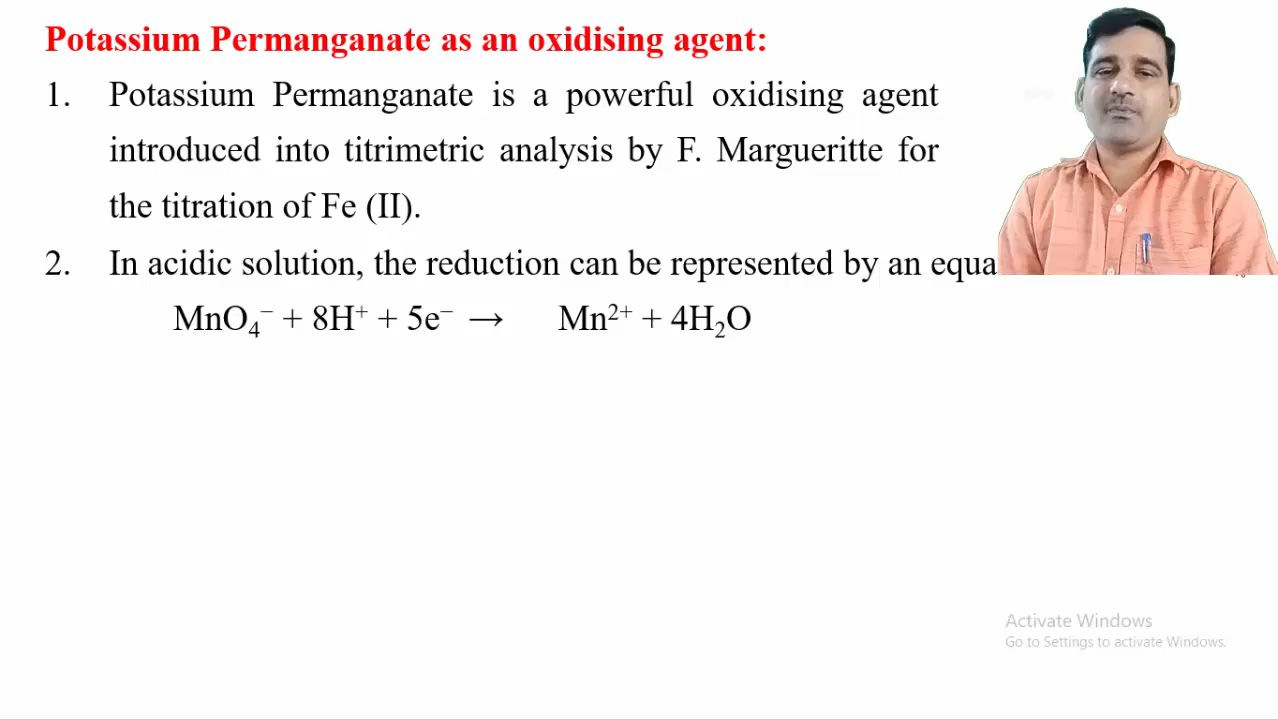 Potassium Permanganate as an oxidising agent:
1. Potassium Permanganate is a powerful oxidising agent
introduced into titrimetric analysis by F. Margueritte for
the titration of Fe (II).
2. In acidic solution, the reduction can be represented by an equa
MnO₄⁻ + 8H⁺ + 5e⁻ → Mn²⁺ + 4H₂O
Activate Windows
Go to Settings to activate Windows.